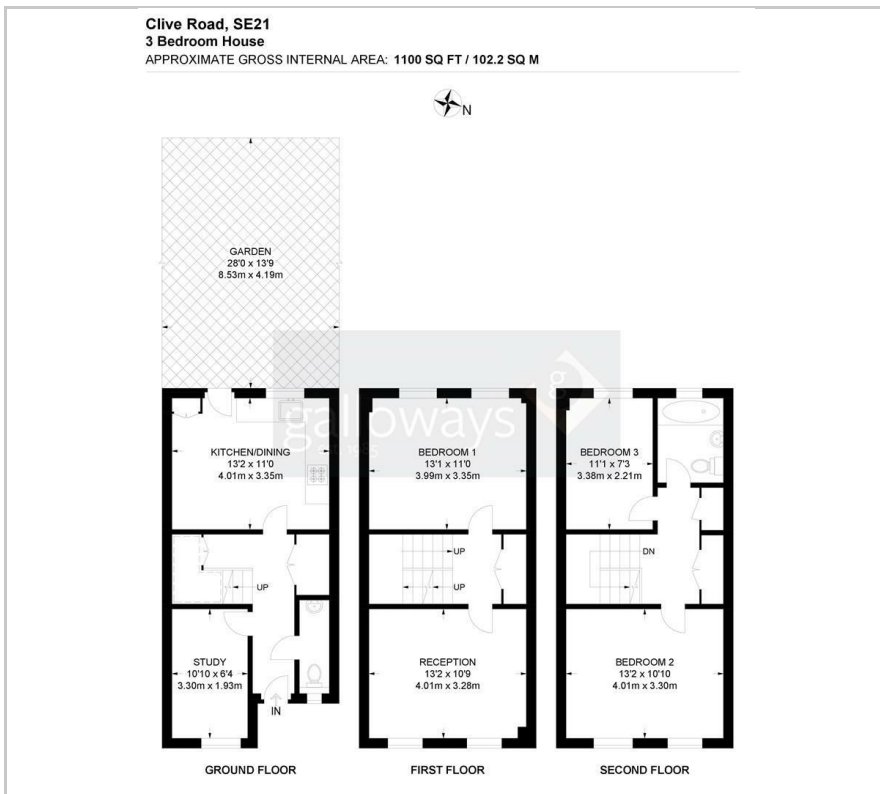 Clive Road, SE21
3 Bedroom House
APPROXIMATE GROSS INTERNAL AREA: 1100 SQ FT / 102.2 SQ M
N
GARDEN
28'0 x 13'9
8.53m x 4.19m
galloways
g
KITCHEN/DINING
13'2 x 11'0
4.01m x 3.35m
UP
STUDY
10'10 x 6'4
3.30m x 1.93m
IN
GROUND FLOOR
BEDROOM 1
13'1 x 11'0
3.99m x 3.35m
UP
UP
RECEPTION
13'2 x 10'9
4.01m x 3.28m
FIRST FLOOR
BEDROOM 3
11'1 x 7'3
3.38m x 2.21m
DN
BEDROOM 2
13'2 x 10'10
4.01m x 3.30m
SECOND FLOOR